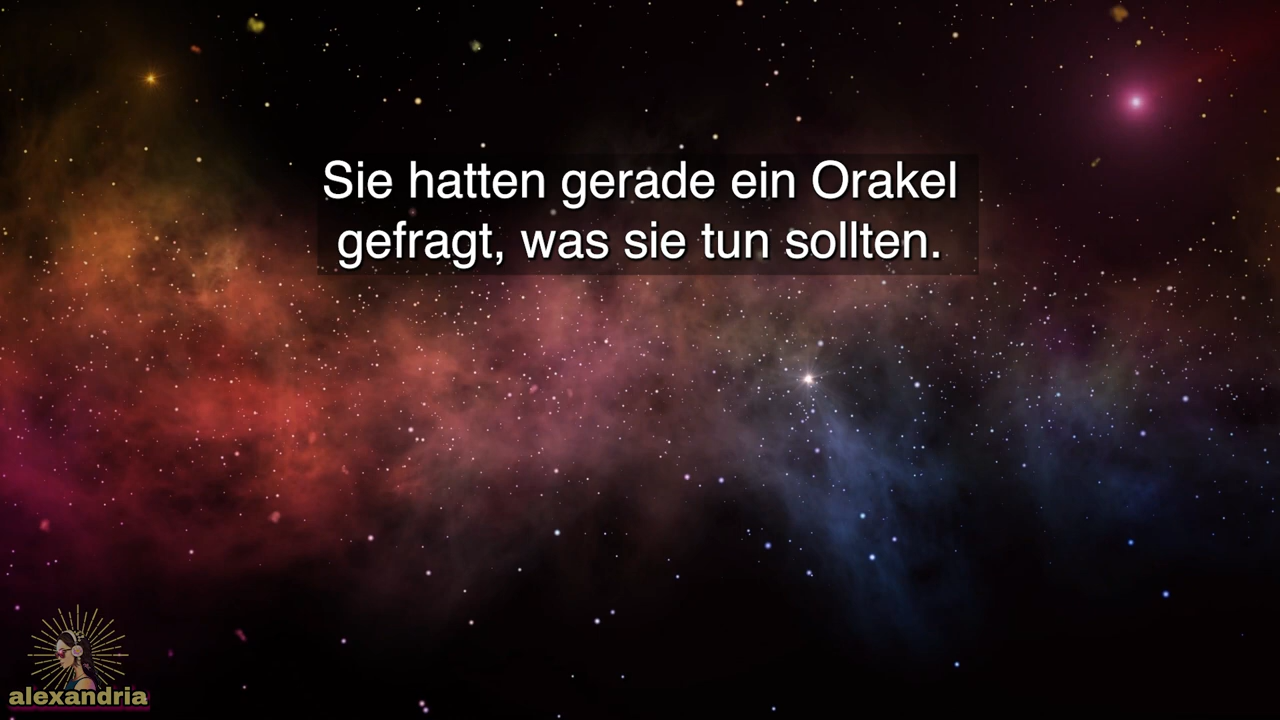 Sie hatten gerade ein Orakel
gefragt, was sie tun sollten.
alexandria